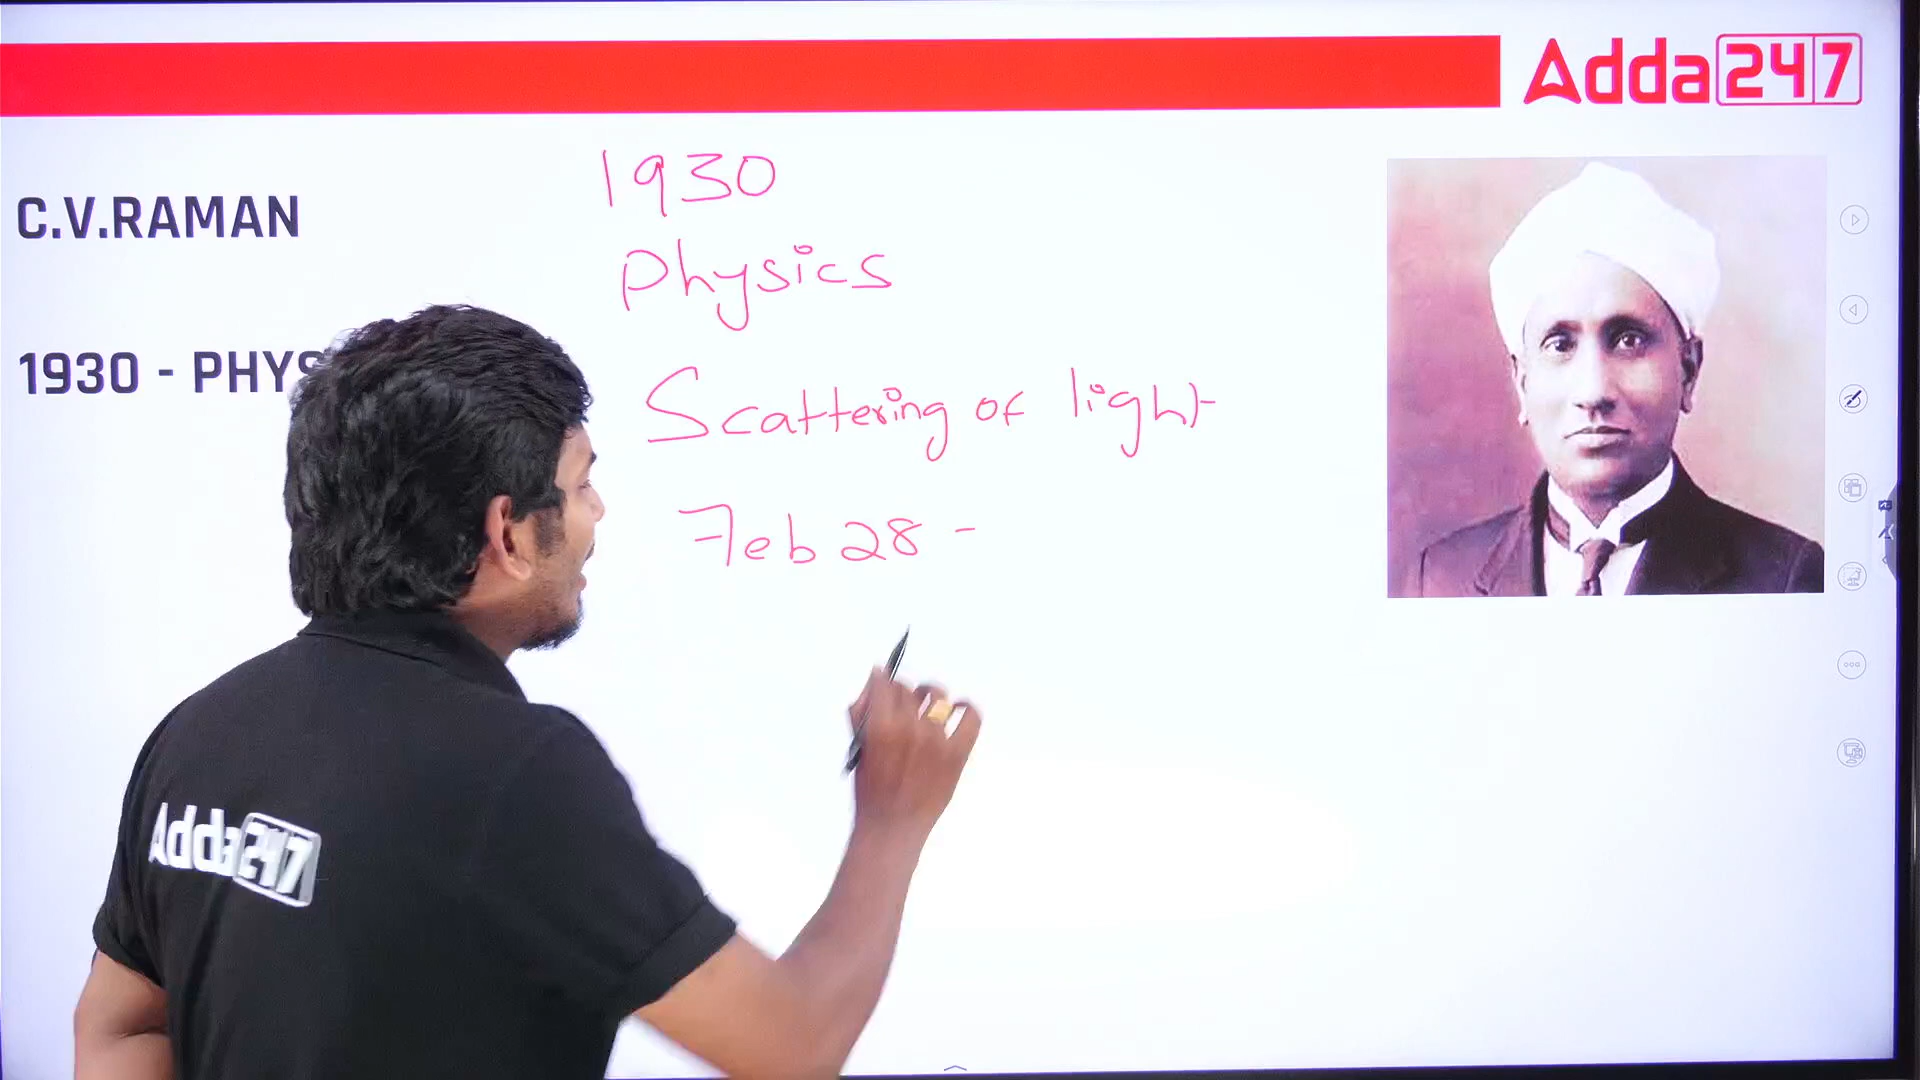 Adda247
C.V.RAMAN
1930 - PHYS
1930
Physics
Scattering of light
Feb 28 -
Adda247